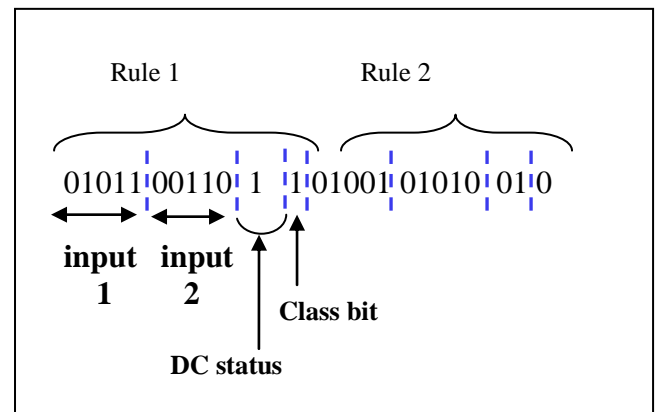 Rule 1 Rule 2
01011 00110 1 1 01001 01010 01 0
input input
1 2
Class bit
DC status